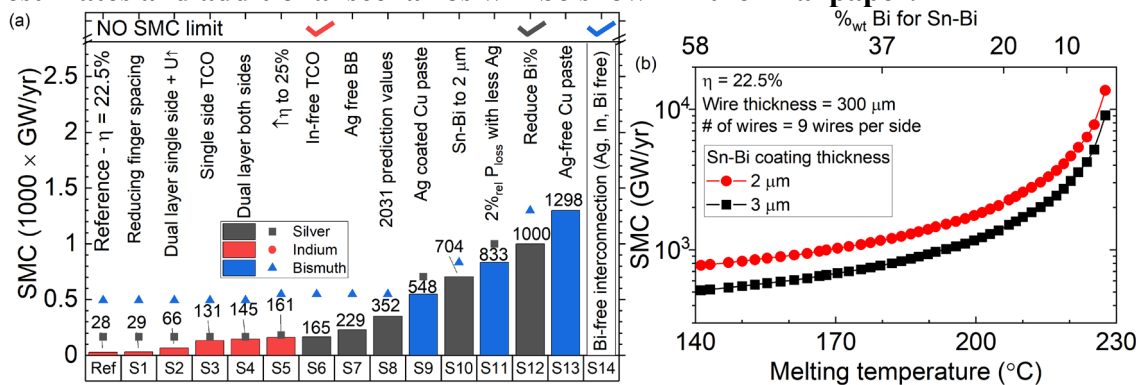 (a)
NO SMC limit
SMC (1000 × GW/yr)
2.5
2
1.5
1
0.5
0
Reference - η = 22.5%
Reducing finger spacing
Dual layer single side + U↑
Single side TCO
Dual layer both sides
↑η to 25%
In-free TCO
Ag free BB
2031 prediction values
Ag coated Cu paste
Sn-Bi to 2 μm
2%rel Ploss with less Ag
Reduce Bi%
Ag-free Cu paste
Bi-free interconnection (Ag, In, Bi free)
Silver
Indium
Bismuth
28
29
66
131
145
161
165
229
352
548
704
833
1000
1298
Ref
S1
S2
S3
S4
S5
S6
S7
S8
S9
S10
S11
S12
S13
S14
%wt Bi for Sn-Bi
58 37 20 10
(b)
η = 22.5%
Wire thickness = 300 μm
# of wires = 9 wires per side
Sn-Bi coating thickness
2 μm
3 μm
SMC (GW/yr)
10^4
10^3
140 170 200 230
Melting temperature (°C)